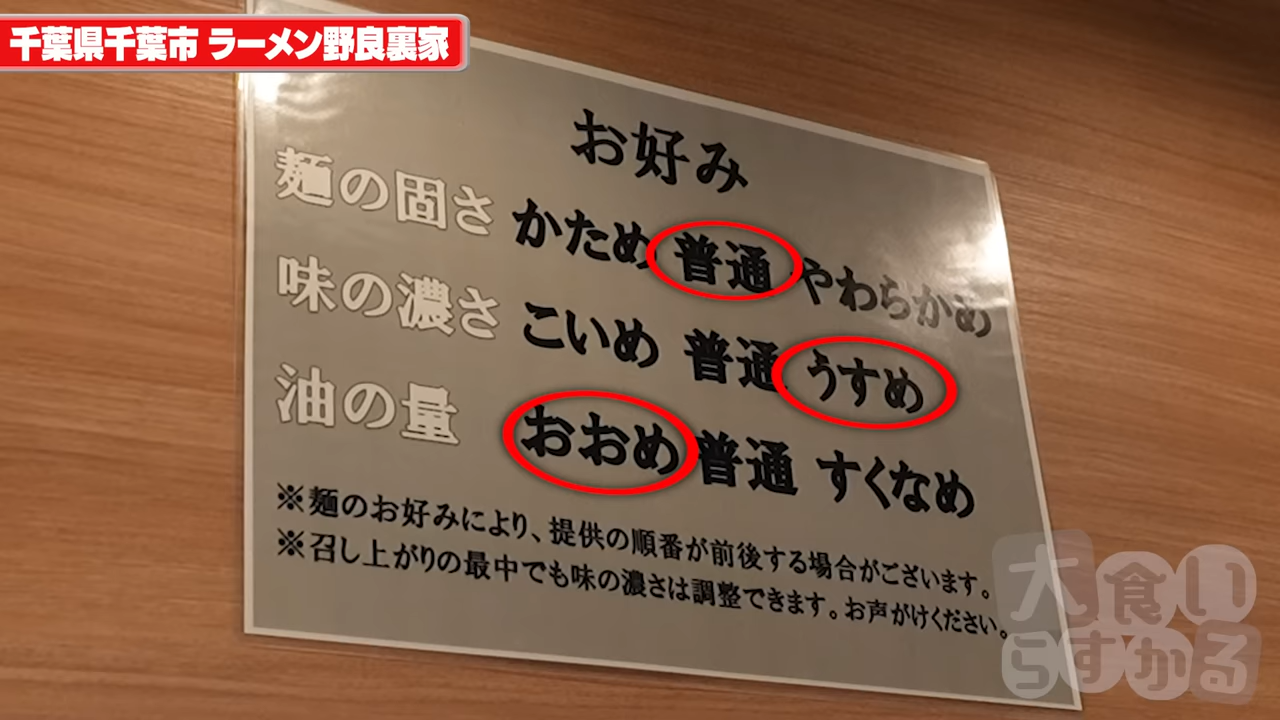 千葉県千葉市 ラーメン野良裏家
お好み
麺の固さ かため 普通 やわらかめ
味の濃さ こいめ 普通 うすめ
油の量 おおめ 普通 すくなめ
※麺のお好みにより、提供の順番が前後する場合がございます。
※召し上がりの最中でも味の濃さは調整できます。お声がけください。
大食い
らすかる